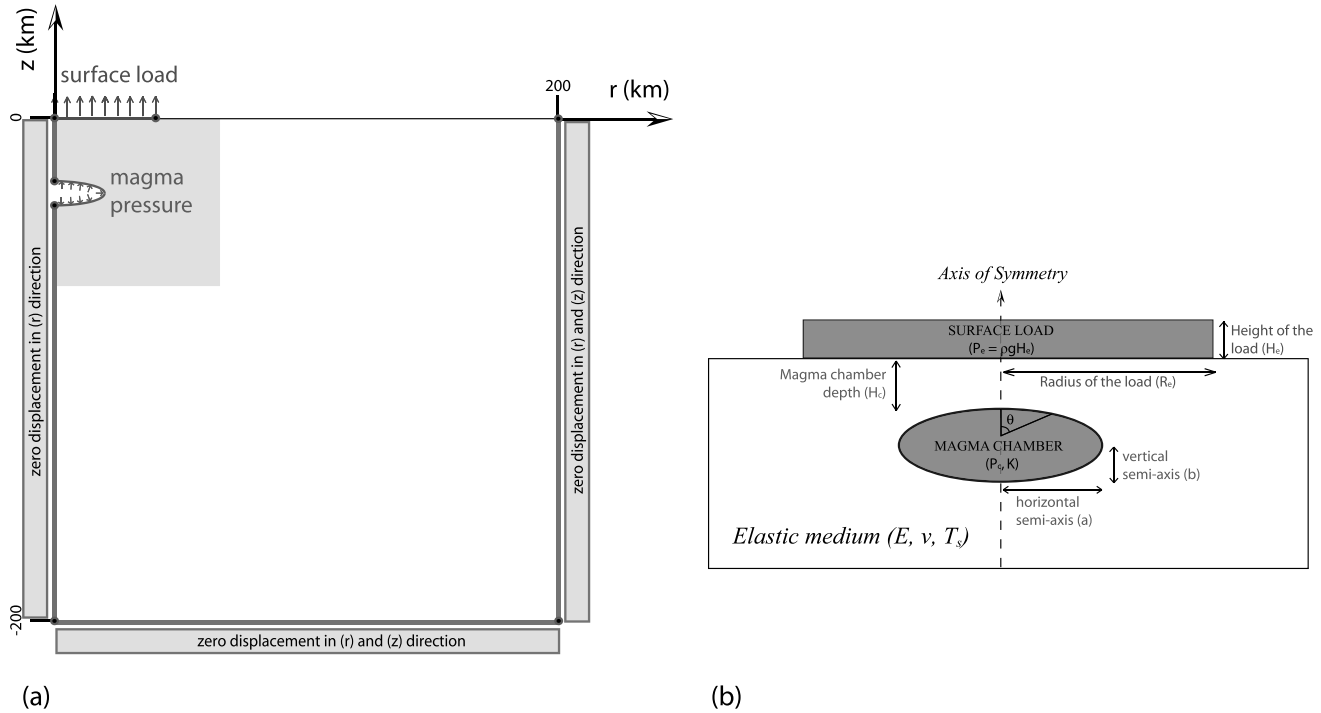 z (km)
surface load
200
r (km)
0
magma
pressure
zero displacement in (r) direction
zero displacement in (r) and (z) direction
-200
zero displacement in (r) and (z) direction
(a)
Axis of Symmetry
SURFACE LOAD
(Pₑ = ρgHₑ)
Height of the
load (Hₑ)
Magma chamber
depth (H꜀)
Radius of the load (Rₑ)
θ
MAGMA CHAMBER
(P꜀, K)
vertical
semi-axis (b)
horizontal
semi-axis (a)
Elastic medium (E, ν, Tₛ)
(b)